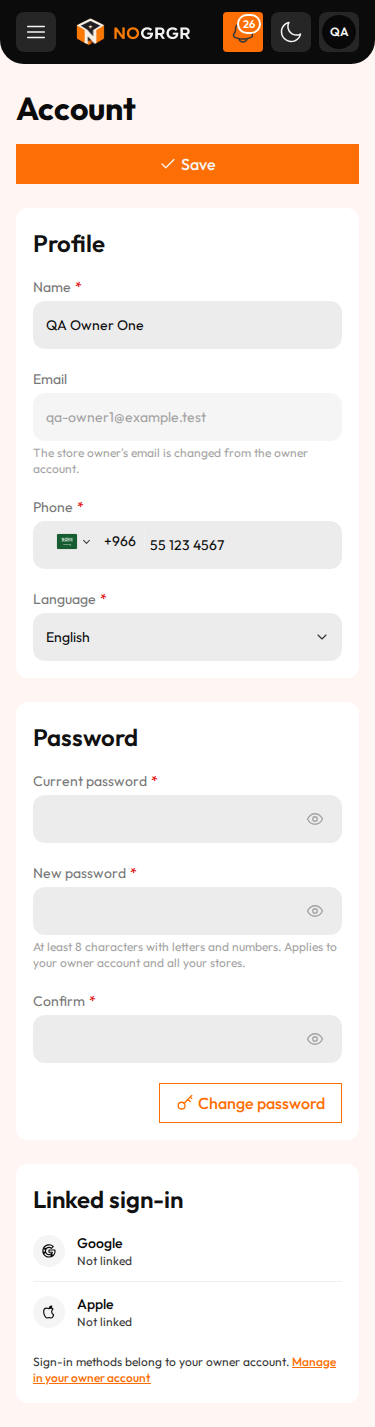 26
NOGRGR
QA
Account
Save
Profile
Name *
QA Owner One
Email
qa-owner1@example.test
The store owner's email is changed from the owner
account.
Phone *
+966 55 123 4567
Language *
English
Password
Current password *
New password *
At least 8 characters with letters and numbers. Applies to
your owner account and all your stores.
Confirm *
Change password
Linked sign-in
Google
Not linked
Apple
Not linked
Sign-in methods belong to your owner account. Manage
in your owner account